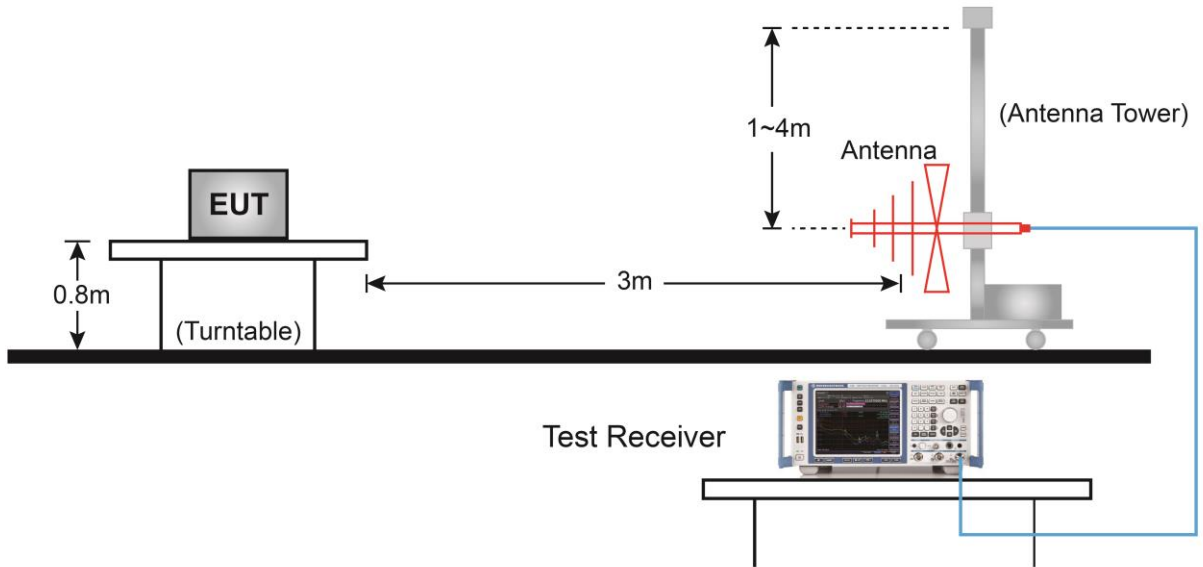 1~4m
(Antenna Tower)
Antenna
EUT
0.8m
3m
(Turntable)
Test Receiver